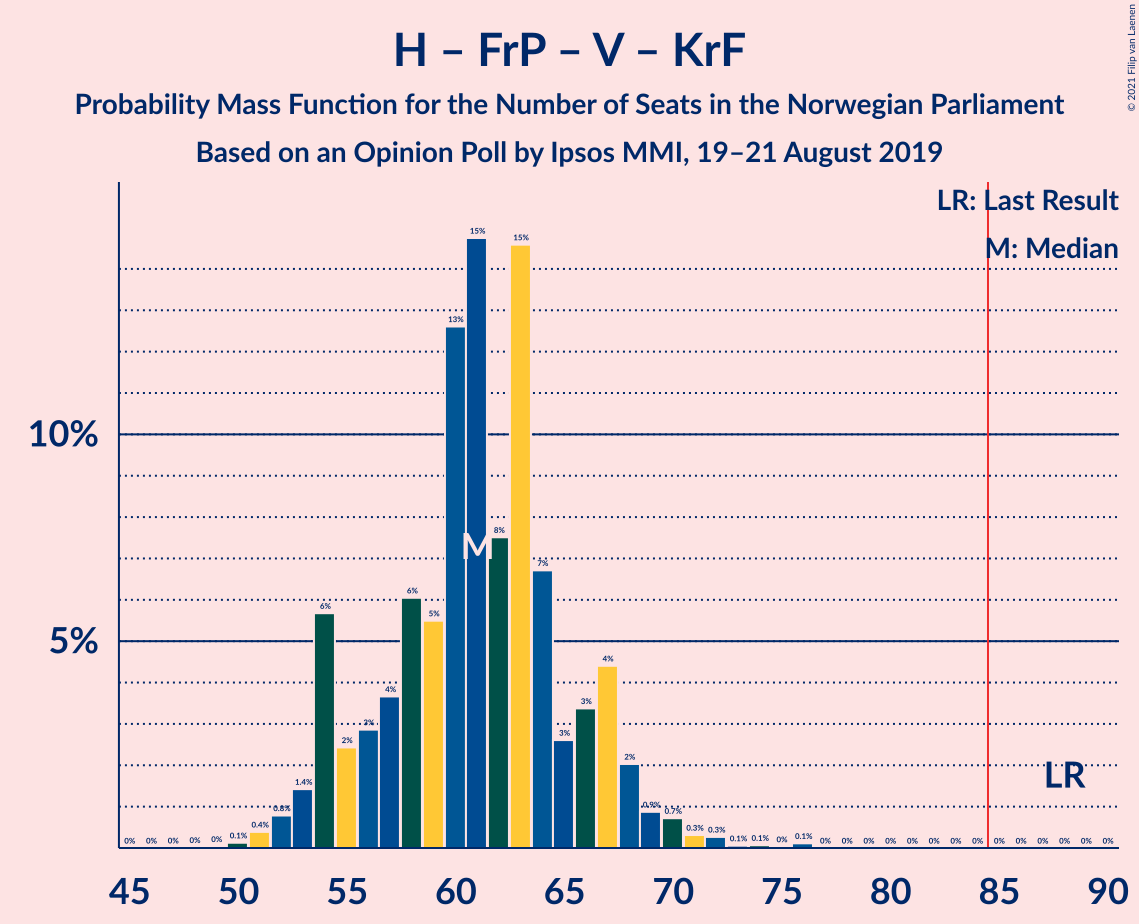 H – FrP – V – KrF
Probability Mass Function for the Number of Seats in the Norwegian Parliament
Based on an Opinion Poll by Ipsos MMI, 19–21 August 2019
© 2021 Filip van Laenen
LR: Last Result
M: Median
10%
5%
0% 0% 0% 0% 0% 0.1% 0.4% 0.8% 1.4% 6% 2% 3% 4% 6% 5% 13% 15% 8% 15% 7% 3% 3% 4% 2% 0.9% 0.7% 0.3% 0.3% 0.1% 0.1% 0% 0.1% 0% 0% 0% 0% 0% 0% 0% 0% 0% 0% 0% 0% 0% 0%
M
LR
45 50 55 60 65 70 75 80 85 90